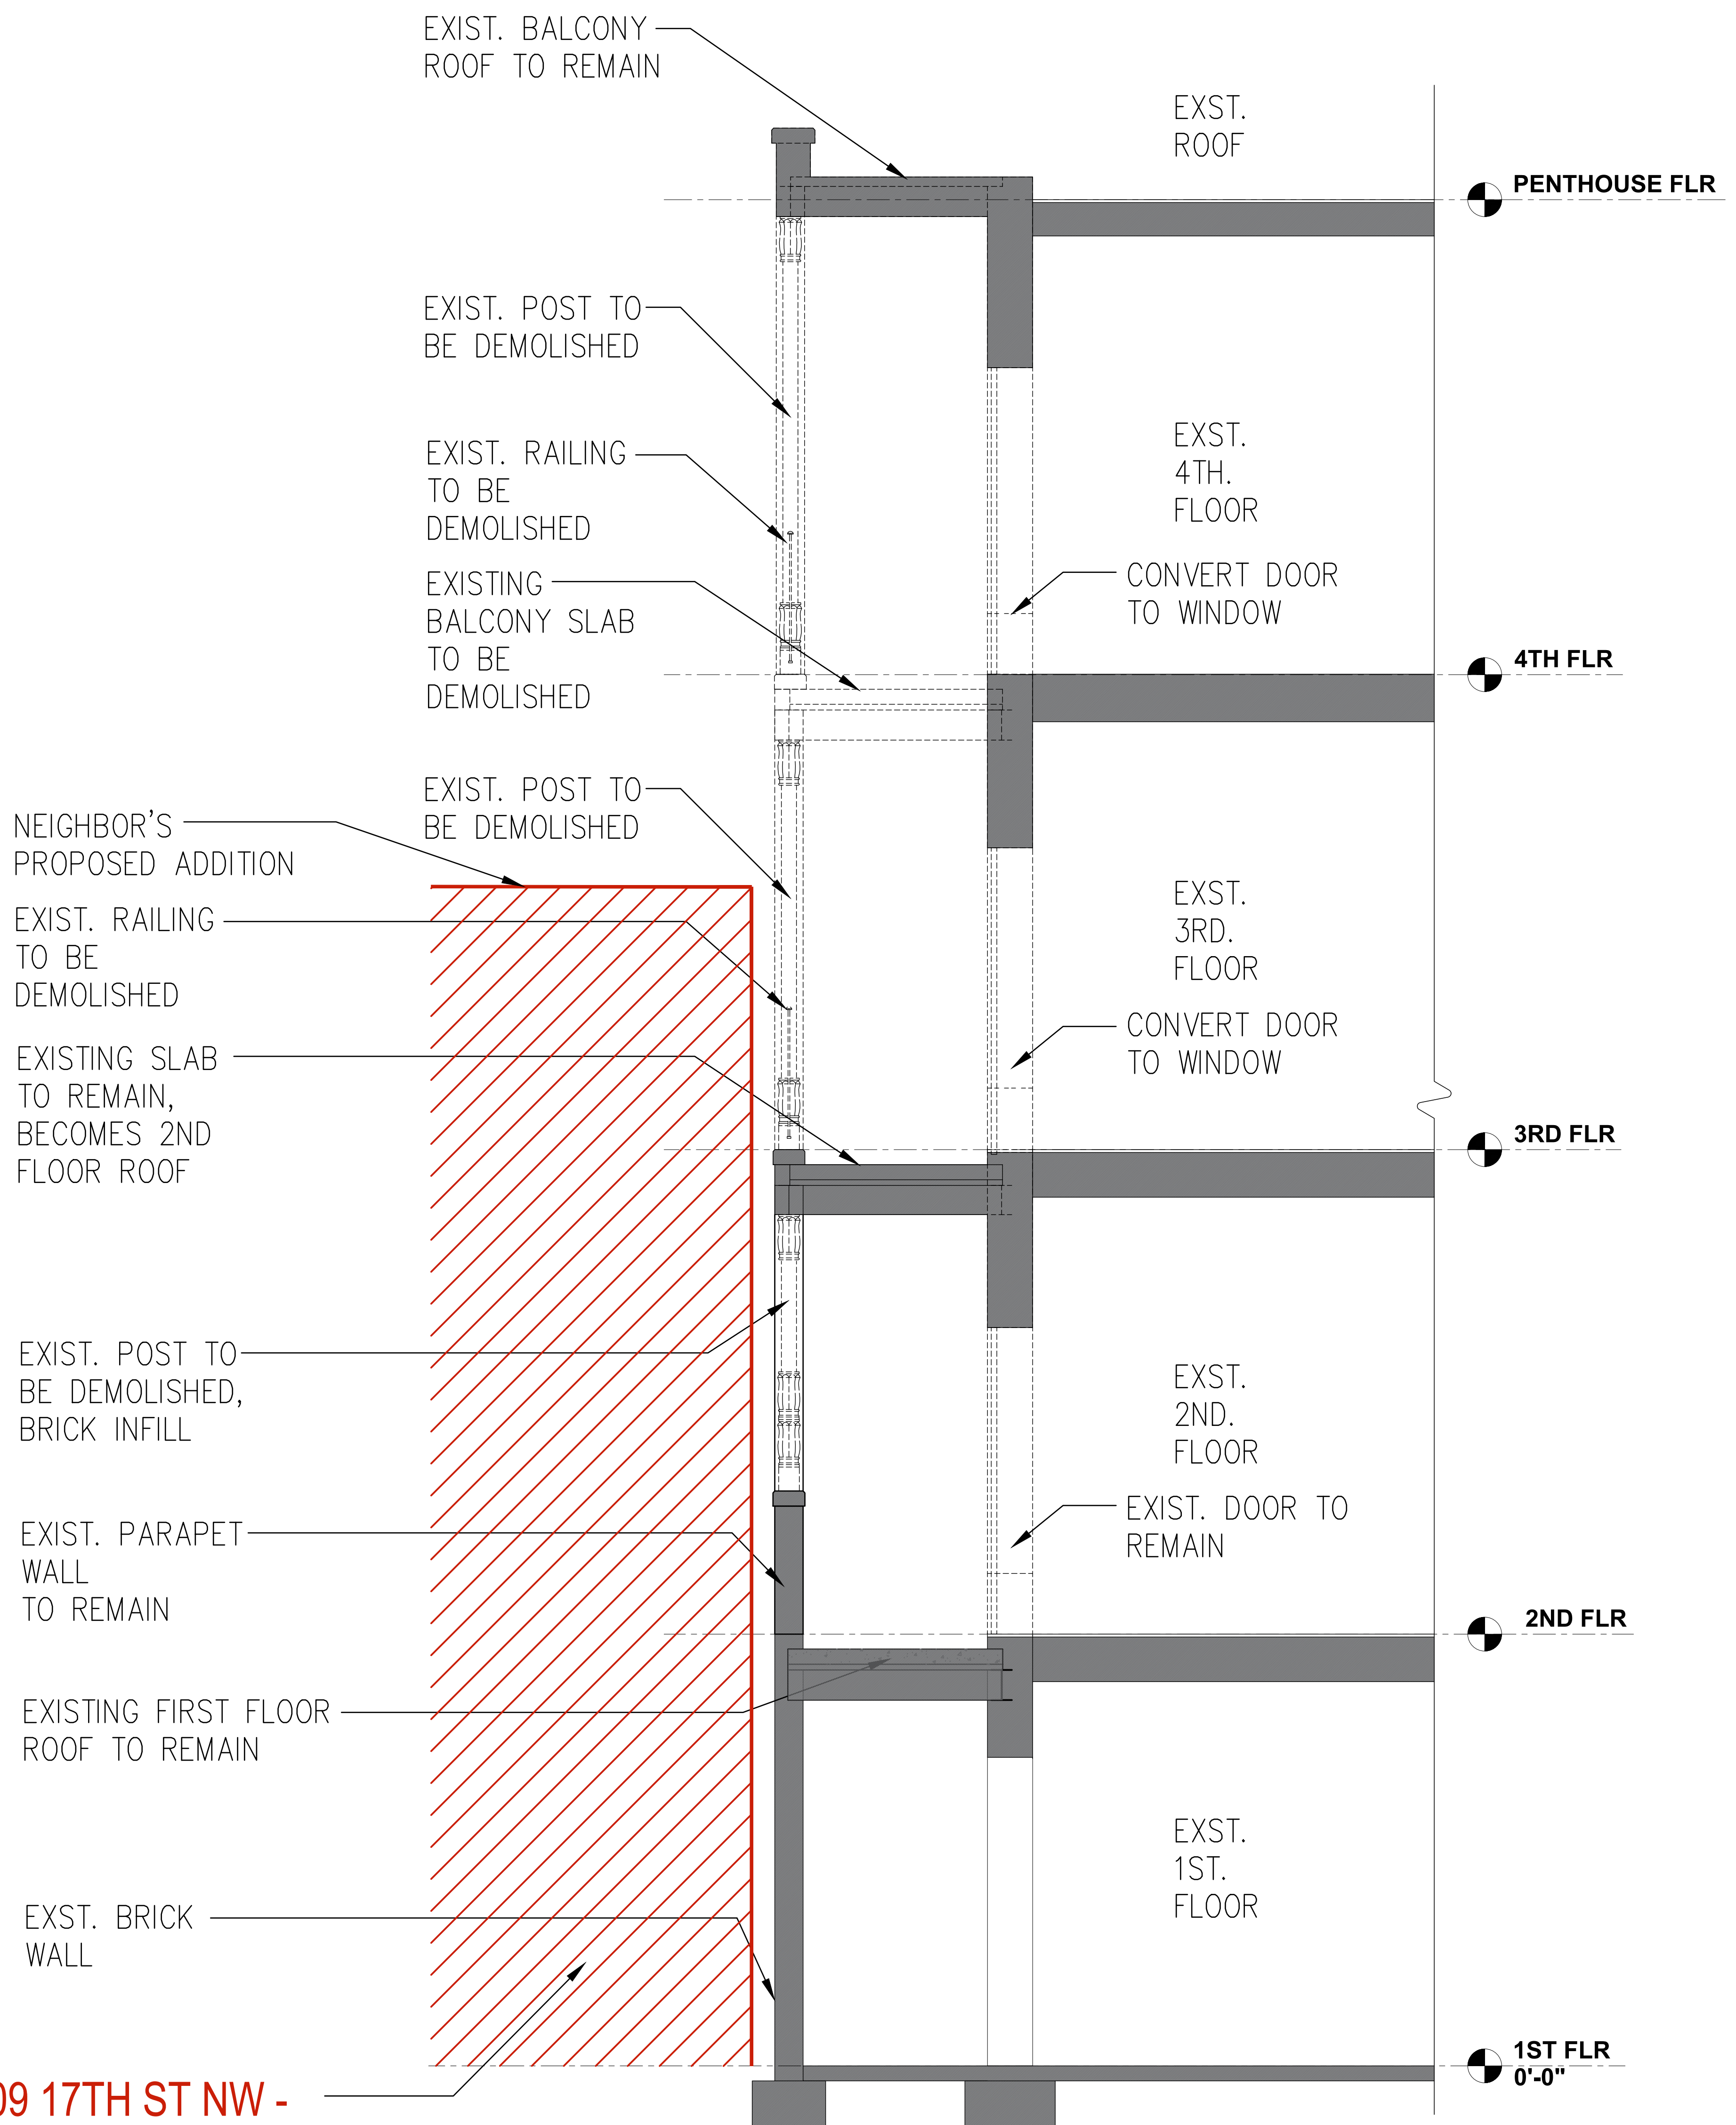 EXIST. BALCONY
ROOF TO REMAIN
EXST.
ROOF
PENTHOUSE FLR
EXIST. POST TO
BE DEMOLISHED
EXIST. RAILING
TO BE
DEMOLISHED
EXST.
4TH.
FLOOR
EXISTING
BALCONY SLAB
TO BE
DEMOLISHED
CONVERT DOOR
TO WINDOW
4TH FLR
EXIST. POST TO
BE DEMOLISHED
NEIGHBOR'S
PROPOSED ADDITION
EXIST. RAILING
TO BE
DEMOLISHED
EXST.
3RD.
FLOOR
EXISTING SLAB
TO REMAIN,
BECOMES 2ND
FLOOR ROOF
CONVERT DOOR
TO WINDOW
3RD FLR
EXIST. POST TO
BE DEMOLISHED,
BRICK INFILL
EXST.
2ND.
FLOOR
EXIST. PARAPET
WALL
TO REMAIN
EXIST. DOOR TO
REMAIN
2ND FLR
EXISTING FIRST FLOOR
ROOF TO REMAIN
EXST.
1ST.
FLOOR
EXST. BRICK
WALL
1ST FLR
0'-0"
09 17TH ST NW -